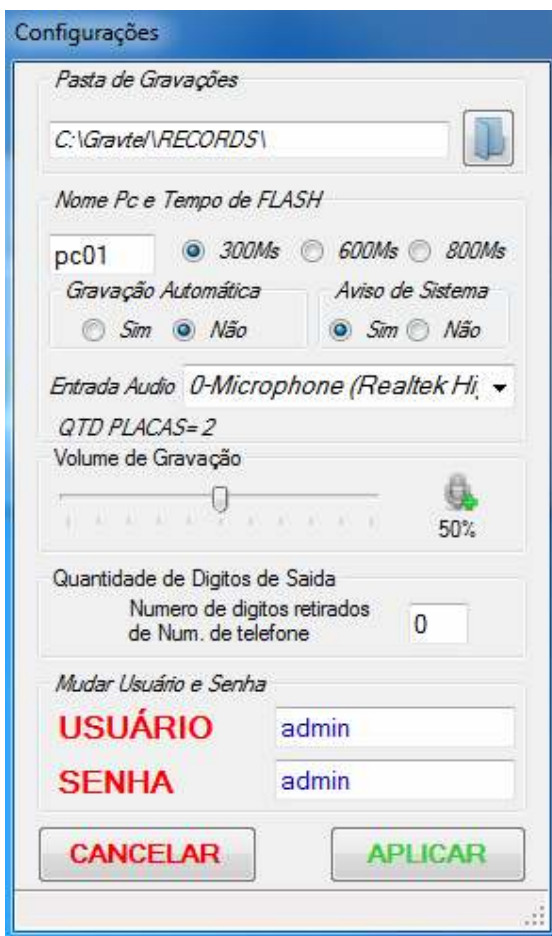 Configurações
Pasta de Gravações
C:\Gravtel\RECORDS\
Nome Pc e Tempo de FLASH
pc01 300Ms 600Ms 800Ms
Gravação Automática Aviso de Sistema
Sim Não Sim Não
Entrada Audio 0-Microphone (Realtek Hi
QTD PLACAS= 2
Volume de Gravação
50%
Quantidade de Digitos de Saida
Numero de digitos retirados
de Num. de telefone 0
Mudar Usuário e Senha
USUÁRIO admin
SENHA admin
CANCELAR APLICAR